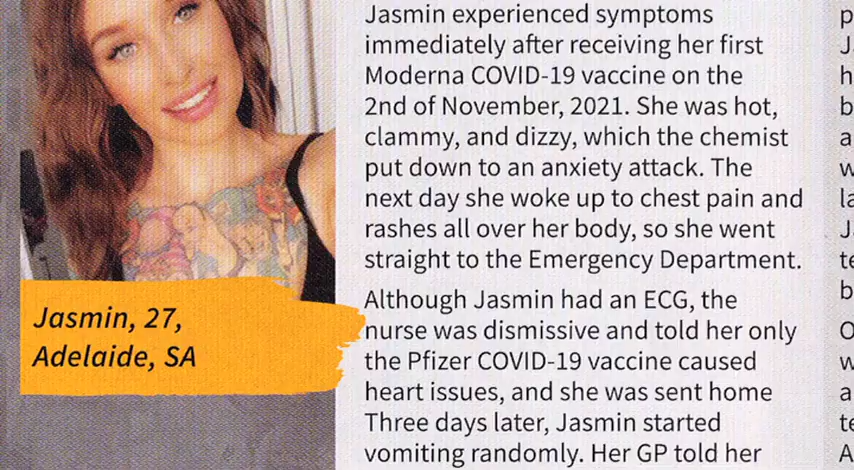 Jasmin experienced symptoms
immediately after receiving her first
Moderna COVID-19 vaccine on the
2nd of November, 2021. She was hot,
clammy, and dizzy, which the chemist
put down to an anxiety attack. The
next day she woke up to chest pain and
rashes all over her body, so she went
straight to the Emergency Department.
Although Jasmin had an ECG, the
nurse was dismissive and told her only
the Pfizer COVID-19 vaccine caused
heart issues, and she was sent home
Three days later, Jasmin started
vomiting randomly. Her GP told her
Jasmin, 27,
Adelaide, SA